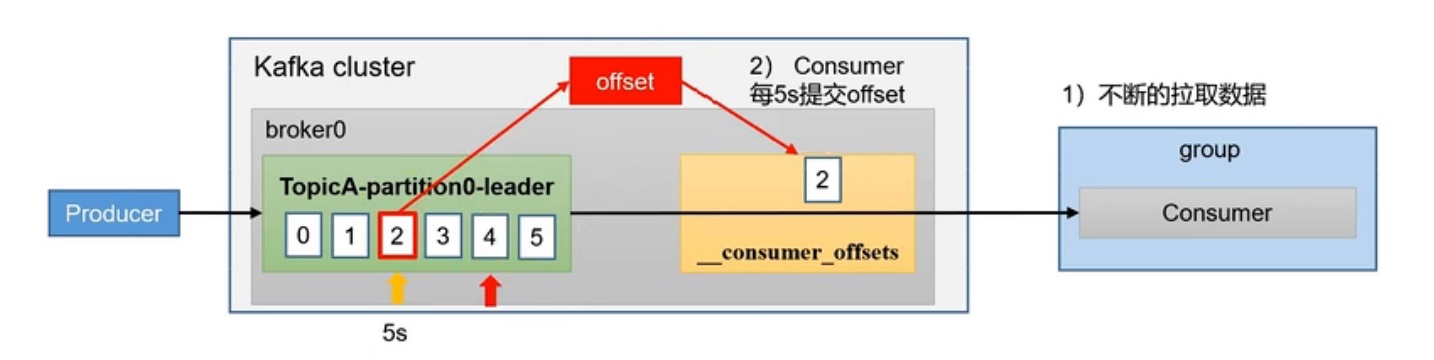 Kafka cluster
offset
2） Consumer
每5s提交offset
1）不断的拉取数据
broker0
group
TopicA-partition0-leader
2
Producer
Consumer
0 1 2 3 4 5
__consumer_offsets
5s